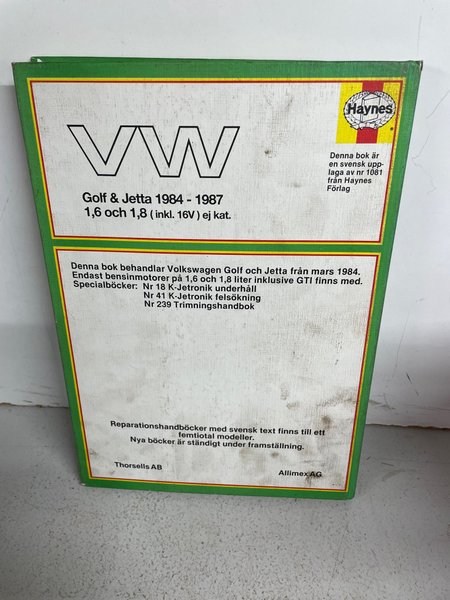 Haynes
VW
Denna bok är
en svensk upp-
laga av nr 1081
från Haynes
Förlag
Golf & Jetta 1984 - 1987
1,6 och 1,8 ( inkl. 16V ) ej kat.
Denna bok behandlar Volkswagen Golf och Jetta från mars 1984.
Endast bensinmotorer på 1,6 och 1,8 liter inklusive GTI finns med.
Specialböcker: Nr 18 K-Jetronik underhåll
Nr 41 K-Jetronik felsökning
Nr 239 Trimningshandbok
Reparationshandböcker med svensk text finns till ett
femtiotal modeller.
Nya böcker är ständigt under framställning.
Thorsells AB
Allimex AG